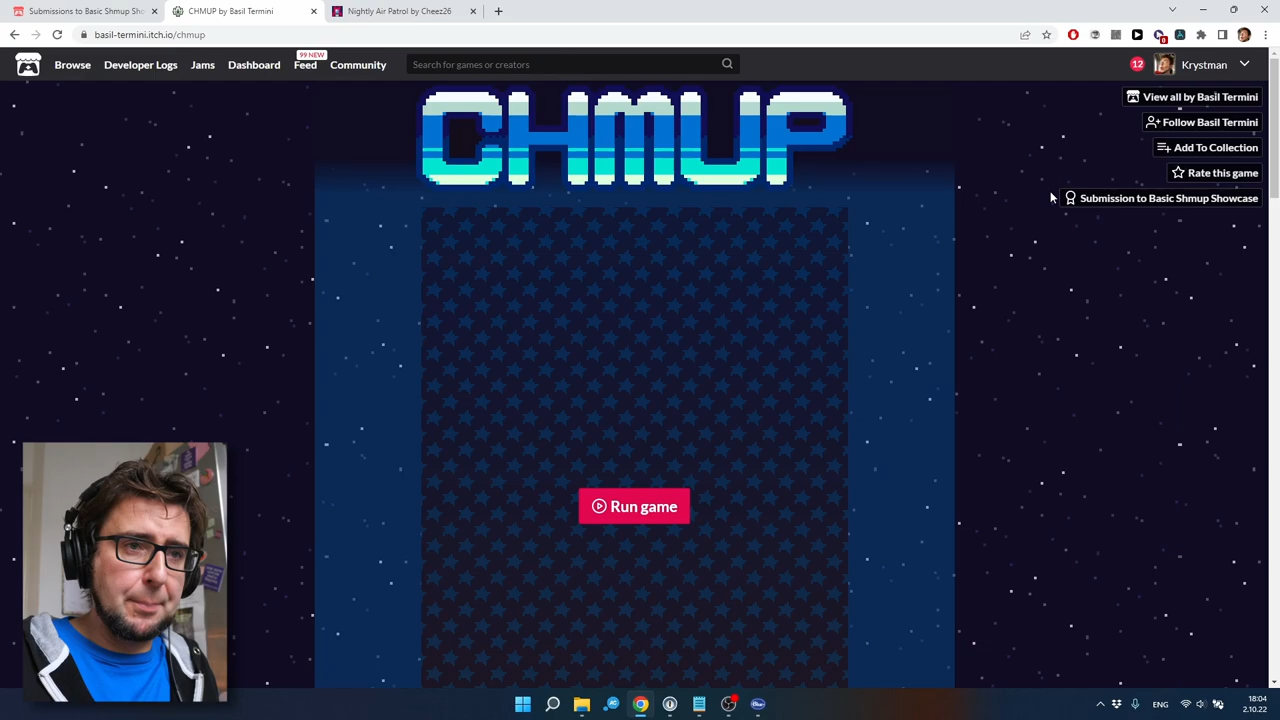 Submissions to Basic Shmup Sho
CHMUP by Basil Termini
Nightly Air Patrol by Cheez26
basil-termini.itch.io/chmup
0
99 NEW
Browse
Developer Logs
Jams
Dashboard
Feed
Community
Search for games or creators
12
Krystman
CHMUP
View all by Basil Termini
Follow Basil Termini
Add To Collection
Rate this game
Submission to Basic Shmup Showcase
Run game
18:04
2.10.22